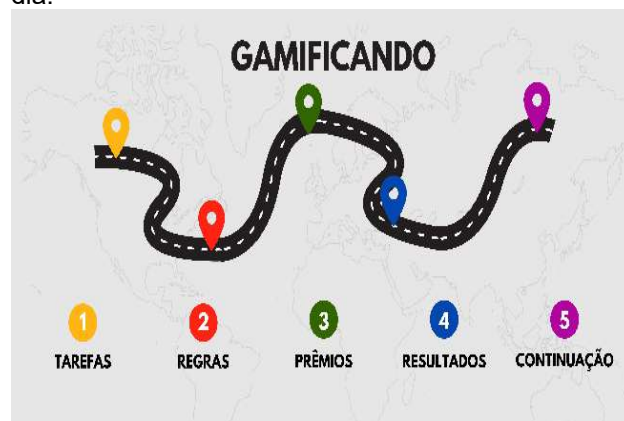 dia.
GAMIFICANDO
1 2 3 4 5
TAREFAS REGRAS PRÊMIOS RESULTADOS CONTINUAÇÃO